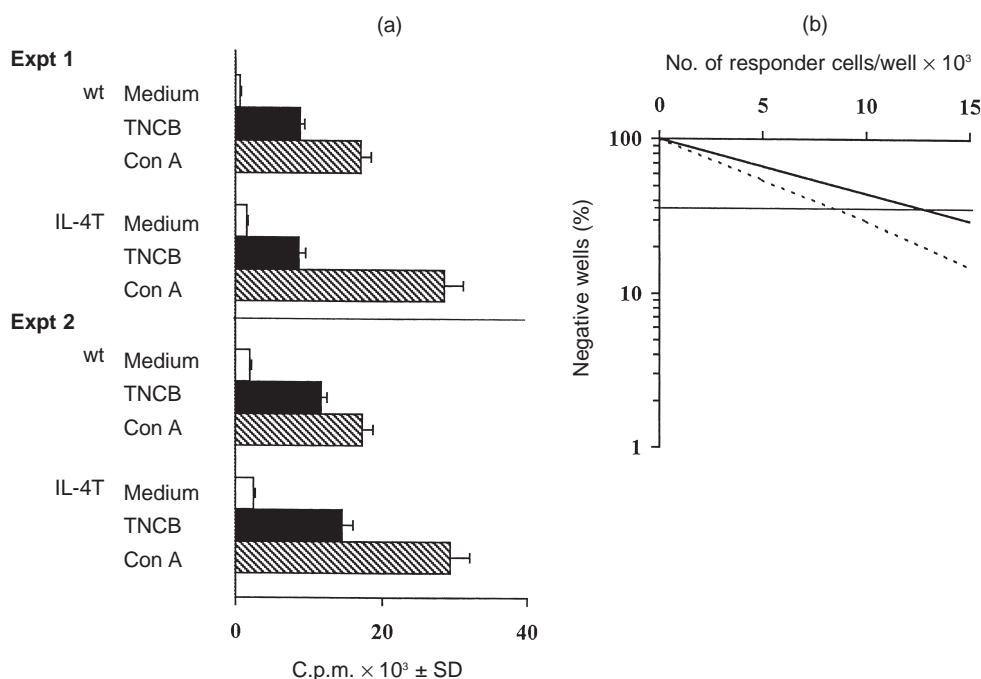 (a)
Expt 1
wt Medium
TNCB
Con A
IL-4T Medium
TNCB
Con A
Expt 2
wt Medium
TNCB
Con A
IL-4T Medium
TNCB
Con A
0 20 40
C.p.m. × 10³ ± SD
(b)
No. of responder cells/well × 10³
0 5 10 15
100
10
1
Negative wells (%)